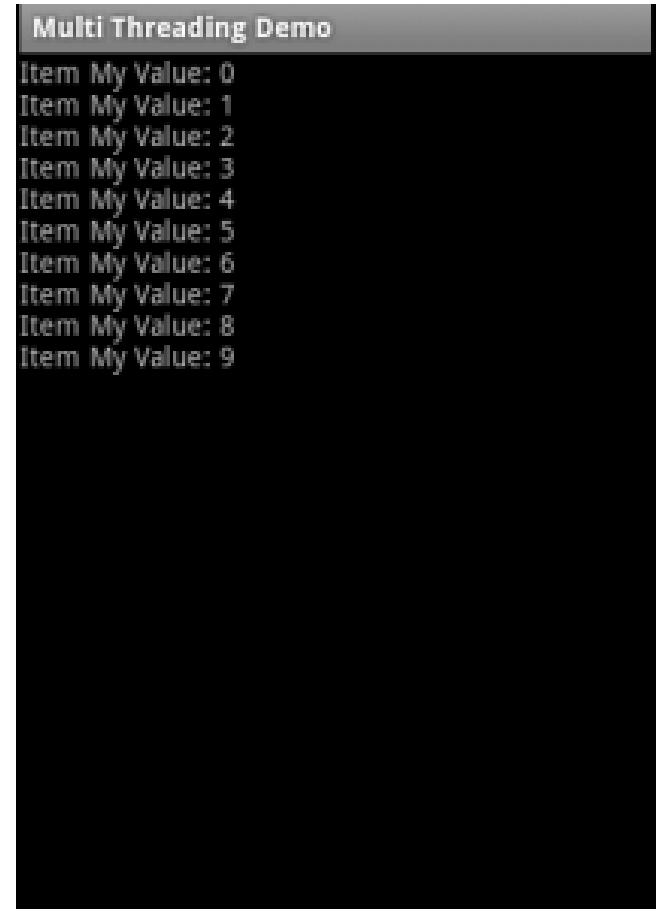 Multi Threading Demo
Item My Value: 0
Item My Value: 1
Item My Value: 2
Item My Value: 3
Item My Value: 4
Item My Value: 5
Item My Value: 6
Item My Value: 7
Item My Value: 8
Item My Value: 9